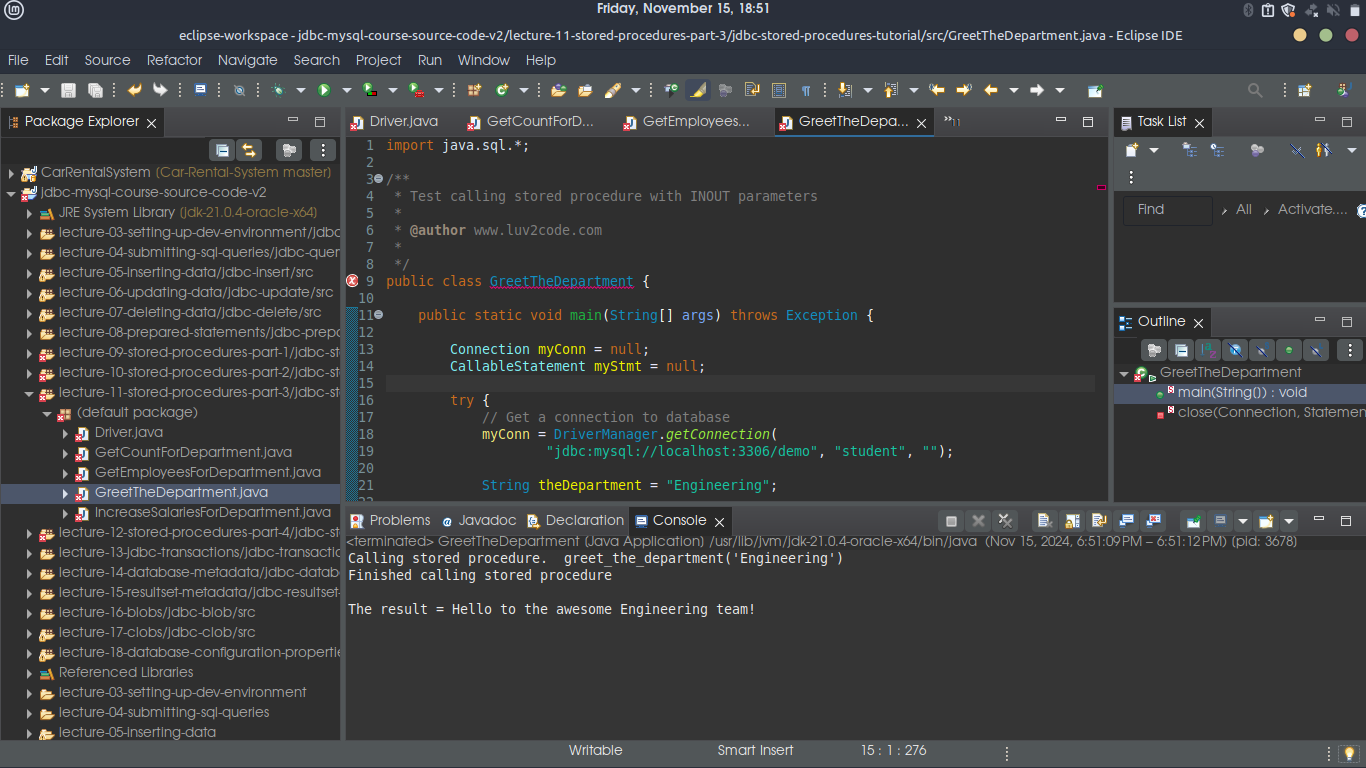 Friday, November 15, 18:51
eclipse-workspace - jdbc-mysql-course-source-code-v2/lecture-11-stored-procedures-part-3/jdbc-stored-procedures-tutorial/src/GreetTheDepartment.java - Eclipse IDE
File Edit Source Refactor Navigate Search Project Run Window Help
Package Explorer
CarRentalSystem [Car-Rental-System master]
jdbc-mysql-course-source-code-v2
JRE System Library [jdk-21.0.4-oracle-x64]
lecture-03-setting-up-dev-environment/jdbc
lecture-04-submitting-sql-queries/jdbc-quer
lecture-05-inserting-data/jdbc-insert/src
lecture-06-updating-data/jdbc-update/src
lecture-07-deleting-data/jdbc-delete/src
lecture-08-prepared-statements/jdbc-prepa
lecture-09-stored-procedures-part-1/jdbc-st
lecture-10-stored-procedures-part-2/jdbc-st
lecture-11-stored-procedures-part-3/jdbc-st
(default package)
Driver.java
GetCountForDepartment.java
GetEmployeesForDepartment.java
GreetTheDepartment.java
IncreaseSalariesForDepartment.java
lecture-12-stored-procedures-part-4/jdbc-st
lecture-13-jdbc-transactions/jdbc-transactio
lecture-14-database-metadata/jdbc-datab
lecture-15-resultset-metadata/jdbc-resultset-
lecture-16-blobs/jdbc-blob/src
lecture-17-clobs/jdbc-clob/src
lecture-18-database-configuration-propertie
Referenced Libraries
lecture-03-setting-up-dev-environment
lecture-04-submitting-sql-queries
lecture-05-inserting-data
Driver.java GetCountForD... GetEmployees... GreetTheDepa... »11
1 import java.sql.*;
2
3 /**
4 * Test calling stored procedure with INOUT parameters
5 *
6 * @author www.luv2code.com
7 *
8 */
9 public class GreetTheDepartment {
10
11 public static void main(String[] args) throws Exception {
12
13 Connection myConn = null;
14 CallableStatement myStmt = null;
15
16 try {
17 // Get a connection to database
18 myConn = DriverManager.getConnection(
19 "jdbc:mysql://localhost:3306/demo", "student", "");
20
21 String theDepartment = "Engineering";
Problems Javadoc Declaration Console
<terminated> GreetTheDepartment [Java Application] /usr/lib/jvm/jdk-21.0.4-oracle-x64/bin/java (Nov 15, 2024, 6:51:09 PM – 6:51:12 PM) [pid: 3678]
Calling stored procedure. greet_the_department('Engineering')
Finished calling stored procedure
The result = Hello to the awesome Engineering team!
Task List
Find All Activate....
Outline
GreetTheDepartment
main(String[]) : void
close(Connection, Statemen
Writable Smart Insert 15 : 1 : 276